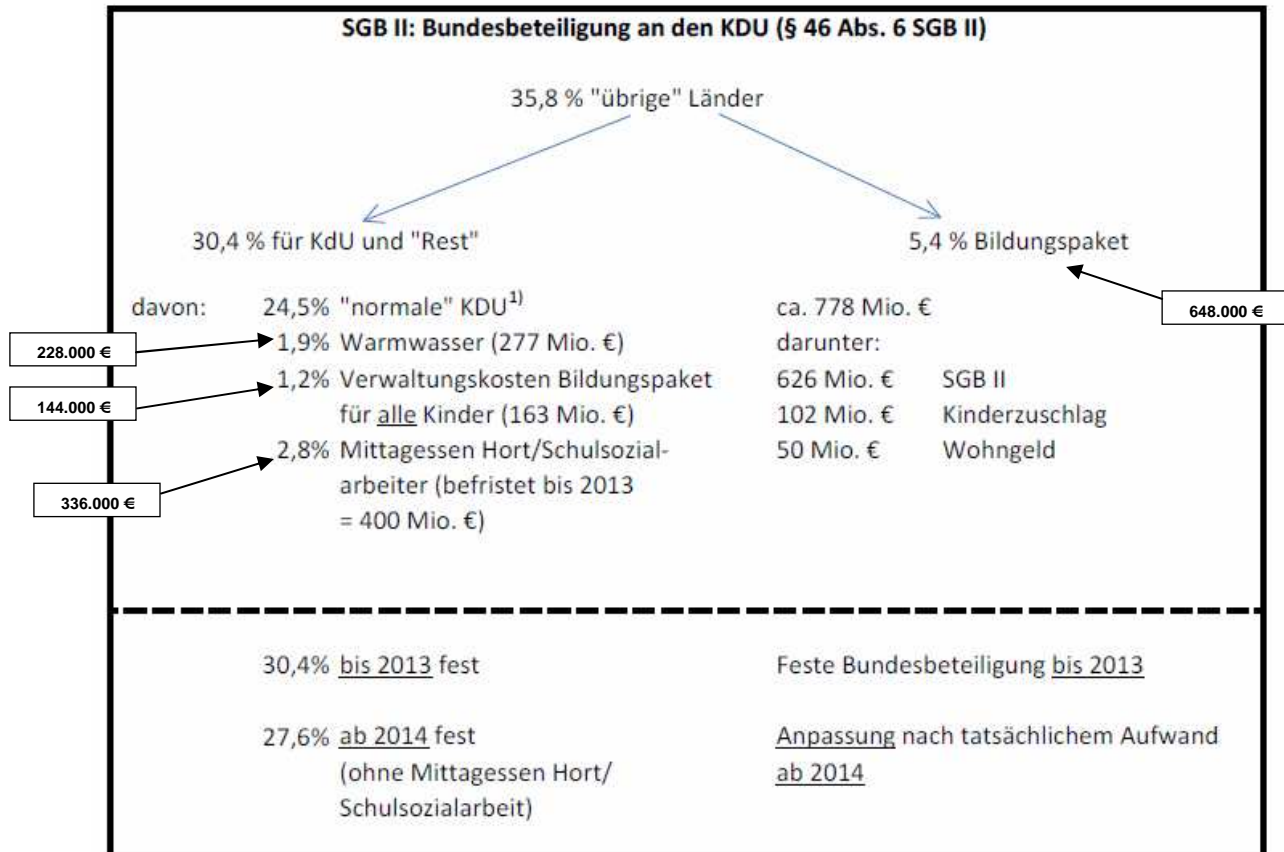 SGB II: Bundesbeteiligung an den KDU (§ 46 Abs. 6 SGB II)
35,8 % "übrige" Länder
30,4 % für KdU und "Rest"
5,4 % Bildungspaket
648.000 €
davon:
24,5% "normale" KDU1)
228.000 €
1,9% Warmwasser (277 Mio. €)
144.000 €
1,2% Verwaltungskosten Bildungspaket
für alle Kinder (163 Mio. €)
336.000 €
2,8% Mittagessen Hort/Schulsozial-
arbeiter (befristet bis 2013
= 400 Mio. €)
ca. 778 Mio. €
darunter:
626 Mio. € SGB II
102 Mio. € Kinderzuschlag
50 Mio. € Wohngeld
30,4% bis 2013 fest
Feste Bundesbeteiligung bis 2013
27,6% ab 2014 fest
(ohne Mittagessen Hort/
Schulsozialarbeit)
Anpassung nach tatsächlichem Aufwand
ab 2014